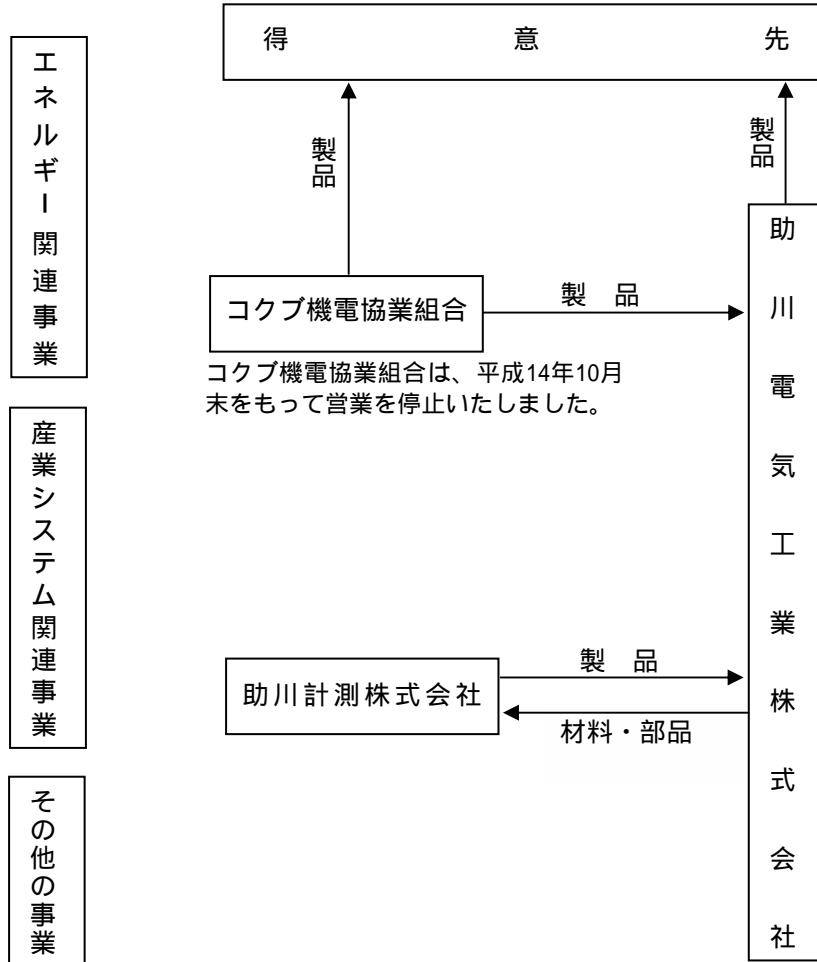 得意先
エネルギー関連事業
製品
製品
助川電気工業株式会社
コクブ機電協業組合
製品
コクブ機電協業組合は、平成14年10月
末をもって営業を停止いたしました。
産業システム関連事業
助川計測株式会社
製品
材料・部品
その他の事業